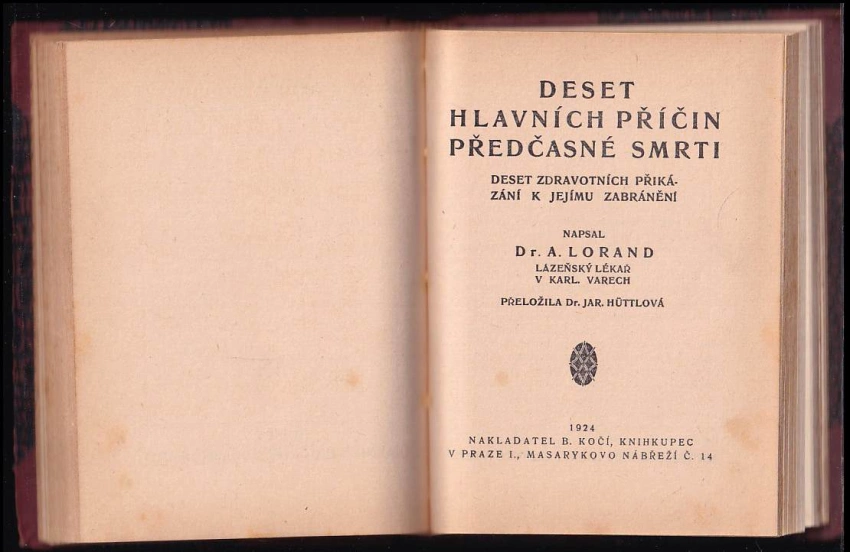 DESET
HLAVNÍCH PŘÍČIN
PŘEDČASNÉ SMRTI
DESET ZDRAVOTNÍCH PŘIKÁ-
ZÁNÍ K JEJÍMU ZABRÁNĚNÍ
NAPSAL
Dr. A. LORAND
LÁZEŇSKÝ LÉKAŘ
V KARL. VARECH
PŘELOŽILA Dr. JAR. HÜTTLOVÁ
1924
NAKLADATEL B. KOČÍ, KNIHKUPEC
V PRAZE I., MASARYKOVO NÁBŘEŽÍ Č. 14